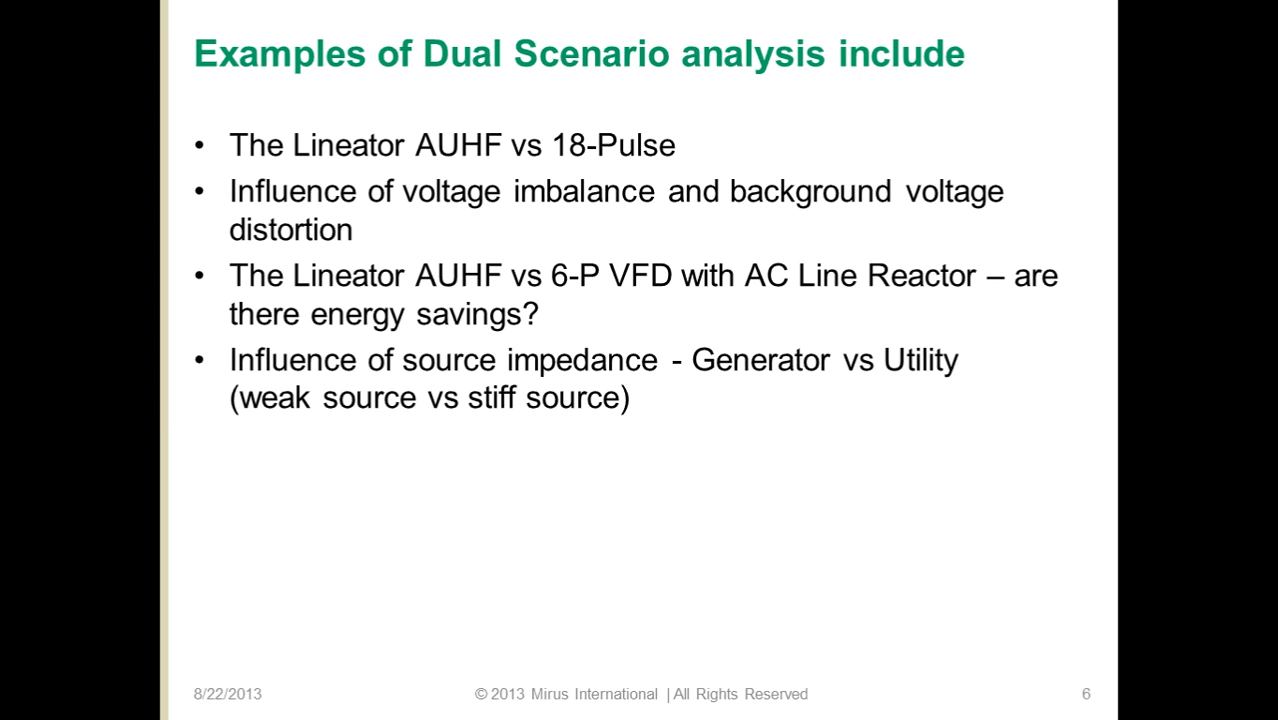 Examples of Dual Scenario analysis include
• The Lineator AUHF vs 18-Pulse
• Influence of voltage imbalance and background voltage
distortion
• The Lineator AUHF vs 6-P VFD with AC Line Reactor – are
there energy savings?
• Influence of source impedance - Generator vs Utility
(weak source vs stiff source)
8/22/2013 © 2013 Mirus International | All Rights Reserved 6